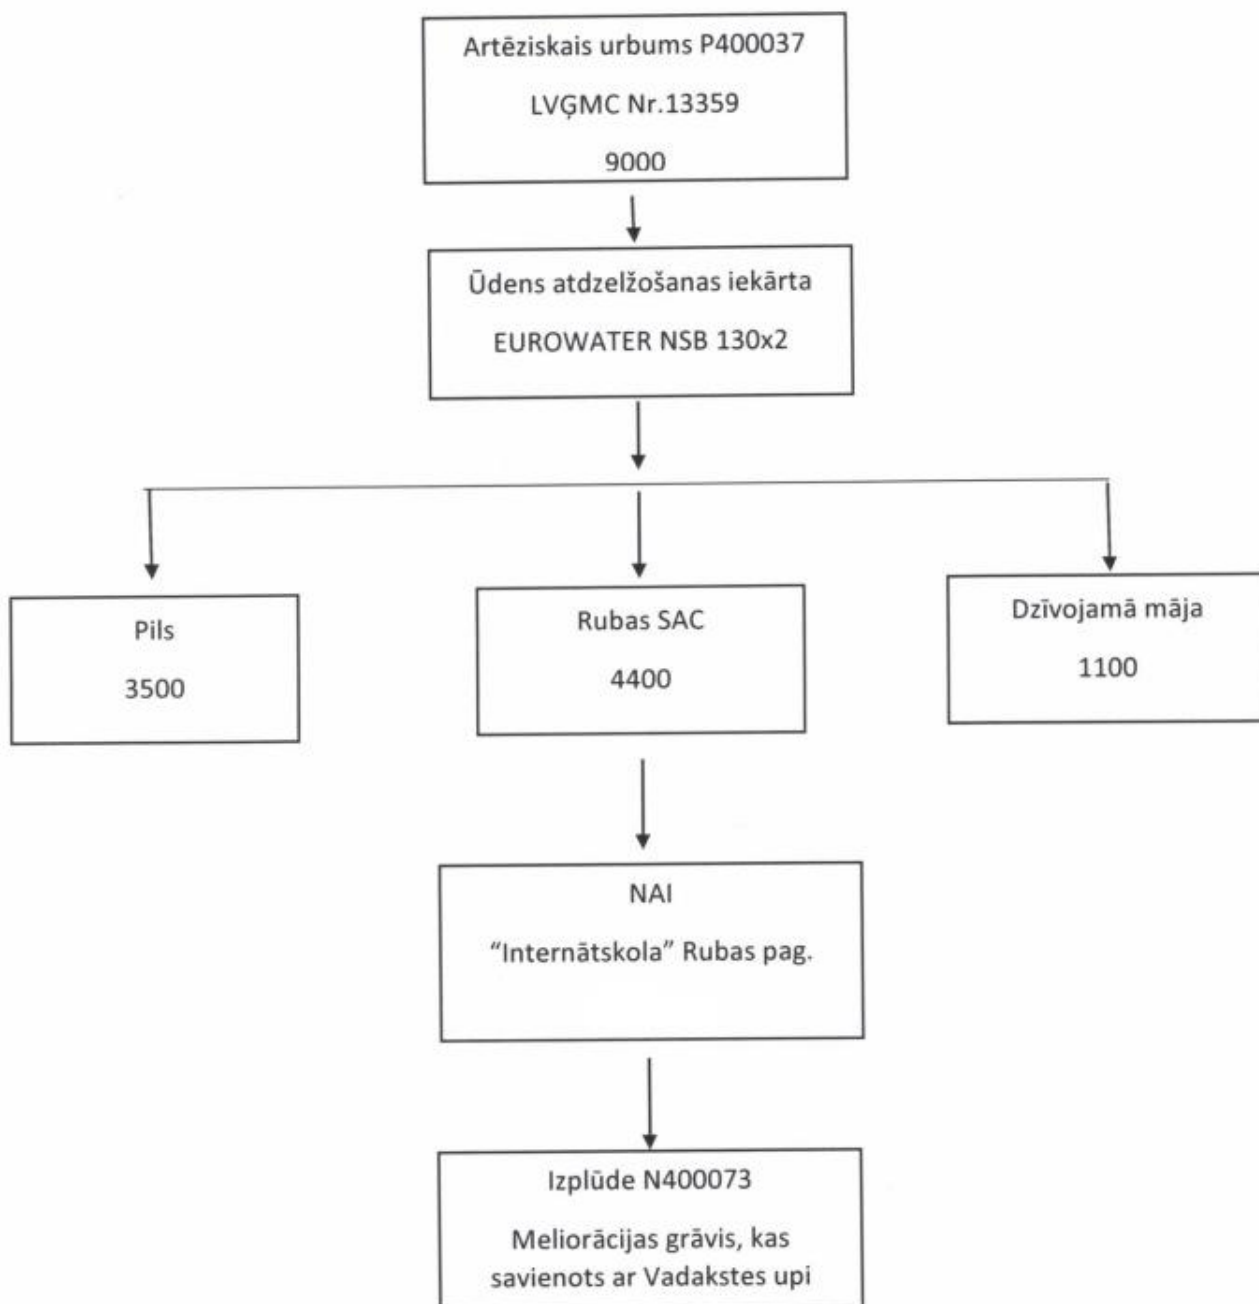 Artēziskais urbums P400037
LVĢMC Nr.13359
9000
Ūdens atdzelžošanas iekārta
EUROWATER NSB 130x2
Pils
3500
Rubas SAC
4400
Dzīvojamā māja
1100
NAI
“Internātskola” Rubas pag.
Izplūde N400073
Meliorācijas grāvis, kas
savienots ar Vadakstes upi